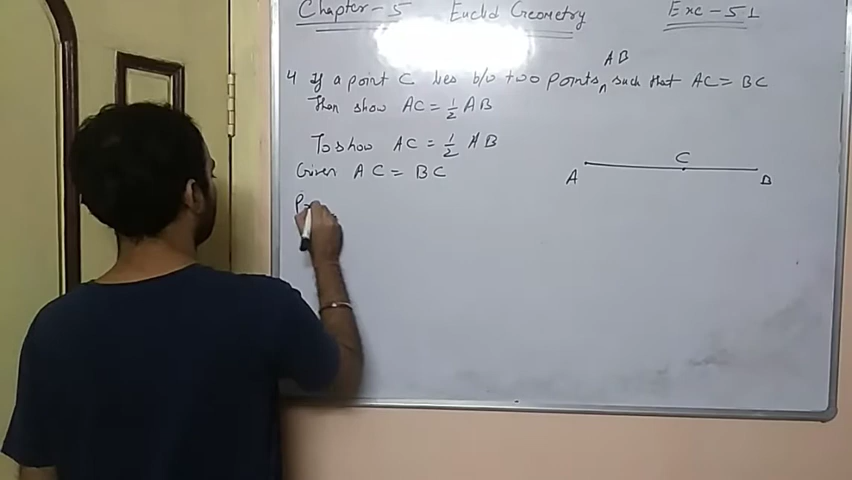 Chapter-5 Euclid Geometry Exc-5.1
A B
4 If a point C lies b/w two points, such that AC = BC
Then show AC = 1/2 AB
To show AC = 1/2 AB
Given AC = BC
C
A B